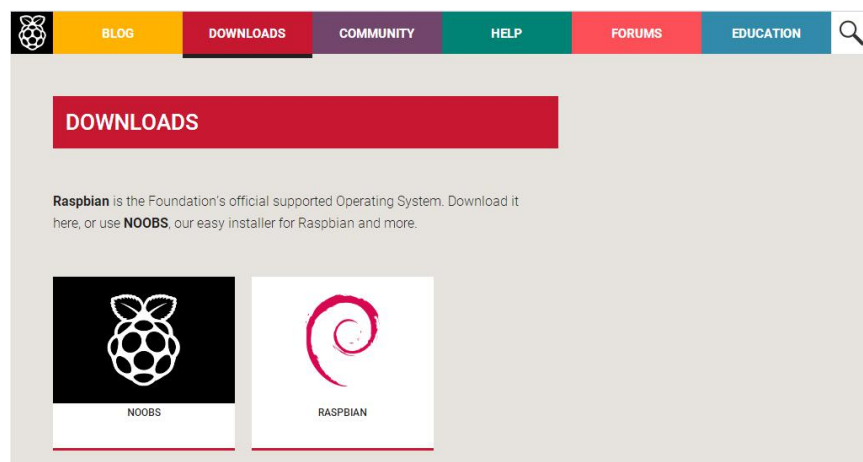 BLOG DOWNLOADS COMMUNITY HELP FORUMS EDUCATION
DOWNLOADS
Raspbian is the Foundation's official supported Operating System. Download it
here, or use NOOBS, our easy installer for Raspbian and more.
NOOBS RASPBIAN